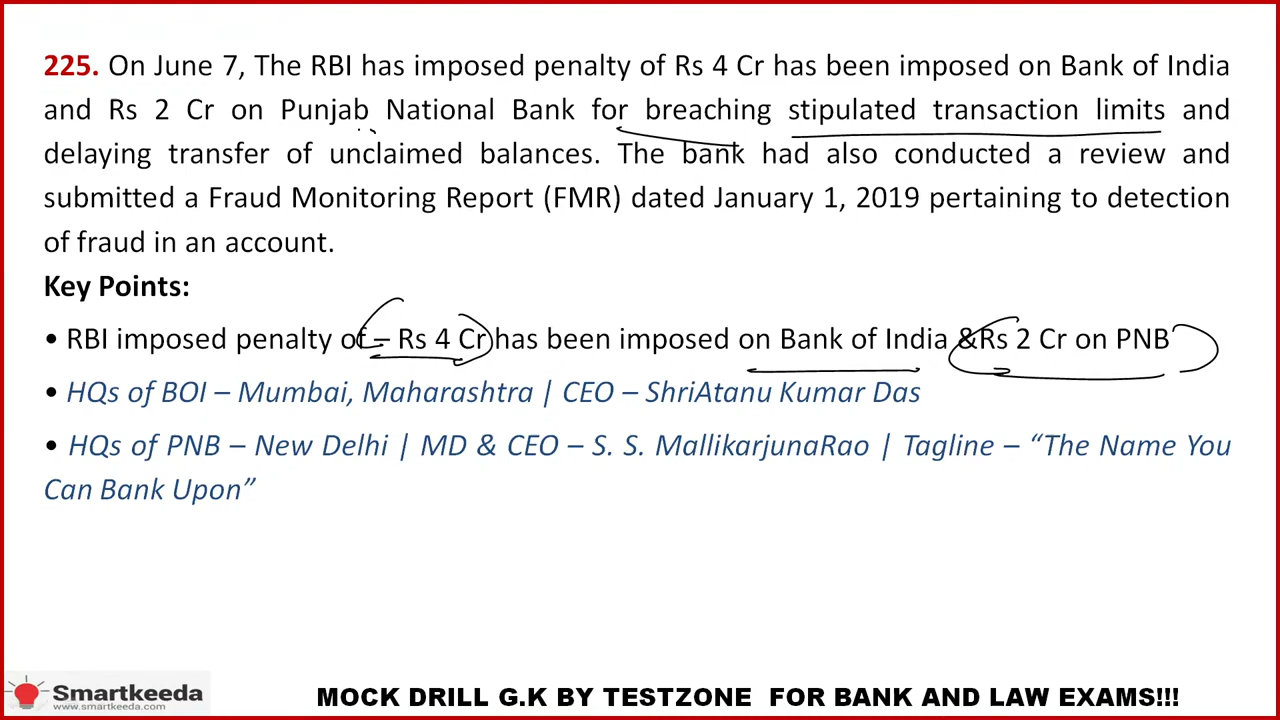 225. On June 7, The RBI has imposed penalty of Rs 4 Cr has been imposed on Bank of India
and Rs 2 Cr on Punjab National Bank for breaching stipulated transaction limits and
delaying transfer of unclaimed balances. The bank had also conducted a review and
submitted a Fraud Monitoring Report (FMR) dated January 1, 2019 pertaining to detection
of fraud in an account.
Key Points:
• RBI imposed penalty of – Rs 4 Cr has been imposed on Bank of India &Rs 2 Cr on PNB
• HQs of BOI – Mumbai, Maharashtra | CEO – ShriAtanu Kumar Das
• HQs of PNB – New Delhi | MD & CEO – S. S. MallikarjunaRao | Tagline – “The Name You
Can Bank Upon”
Smartkeeda
www.smartkeeda.com
MOCK DRILL G.K BY TESTZONE FOR BANK AND LAW EXAMS!!!